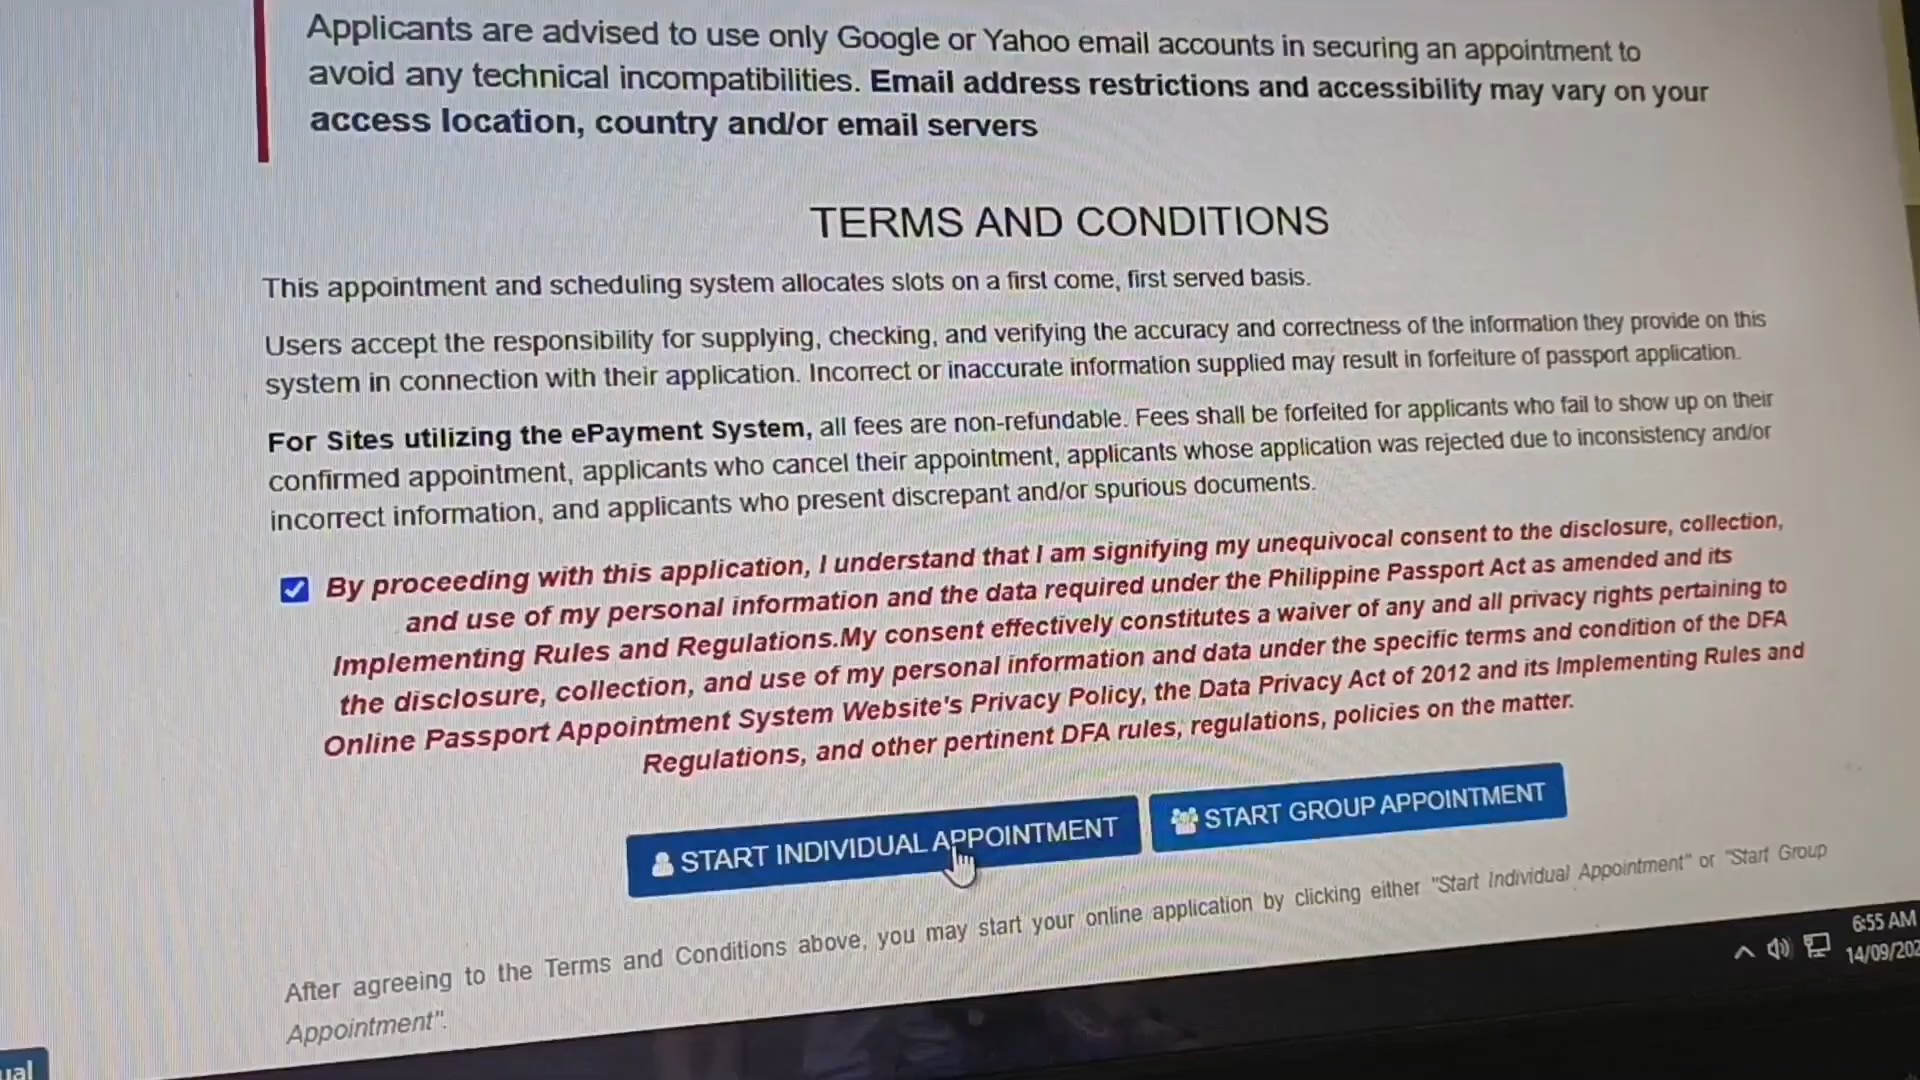 Applicants are advised to use only Google or Yahoo email accounts in securing an appointment to
avoid any technical incompatibilities. Email address restrictions and accessibility may vary on your
access location, country and/or email servers
TERMS AND CONDITIONS
This appointment and scheduling system allocates slots on a first come, first served basis.
Users accept the responsibility for supplying, checking, and verifying the accuracy and correctness of the information they provide on this
system in connection with their application. Incorrect or inaccurate information supplied may result in forfeiture of passport application.
For Sites utilizing the ePayment System, all fees are non-refundable. Fees shall be forfeited for applicants who fail to show up on their
confirmed appointment, applicants who cancel their appointment, applicants whose application was rejected due to inconsistency and/or
incorrect information, and applicants who present discrepant and/or spurious documents.
By proceeding with this application, I understand that I am signifying my unequivocal consent to the disclosure, collection,
and use of my personal information and the data required under the Philippine Passport Act as amended and its
Implementing Rules and Regulations.My consent effectively constitutes a waiver of any and all privacy rights pertaining to
the disclosure, collection, and use of my personal information and data under the specific terms and condition of the DFA
Online Passport Appointment System Website's Privacy Policy, the Data Privacy Act of 2012 and its Implementing Rules and
Regulations, and other pertinent DFA rules, regulations, policies on the matter.
START INDIVIDUAL APPOINTMENT
START GROUP APPOINTMENT
After agreeing to the Terms and Conditions above, you may start your online application by clicking either "Start Individual Appointment" or "Start Group
Appointment".
6:55 AM
14/09/202
ual